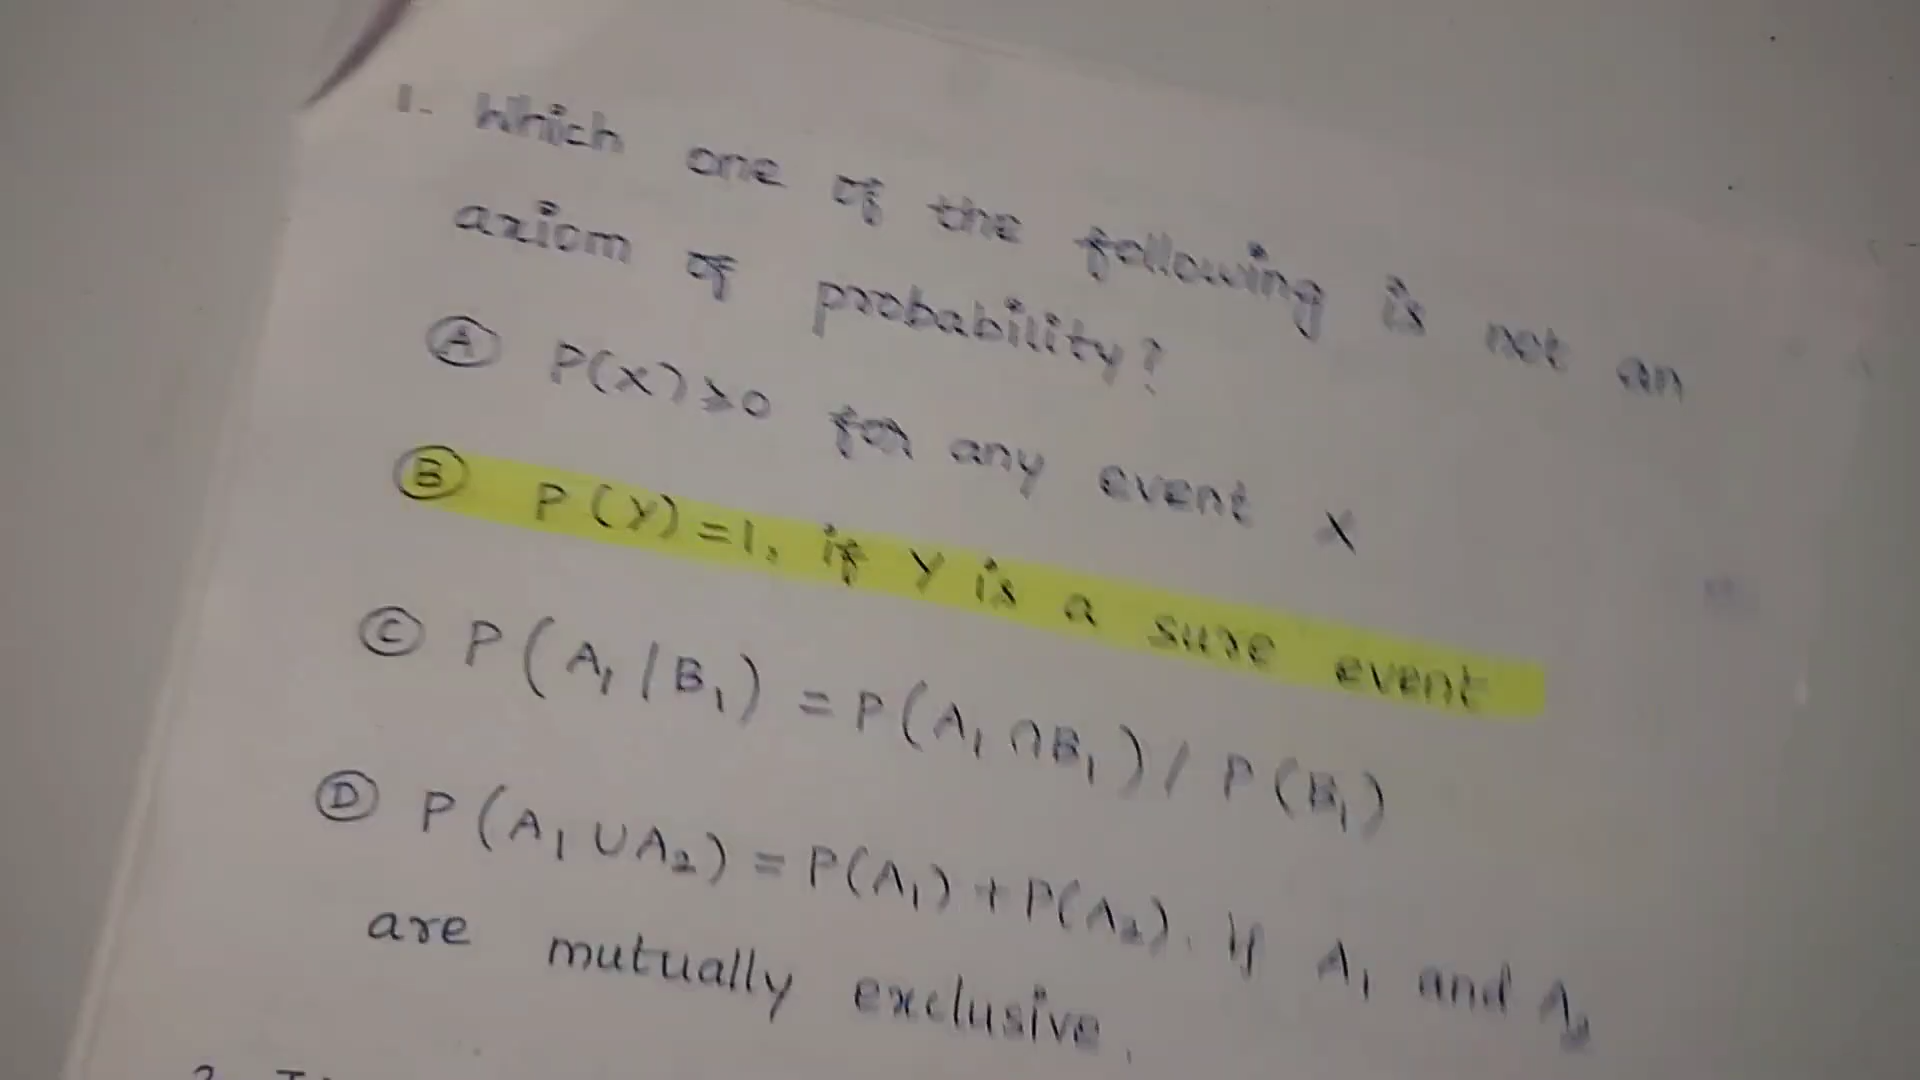 1. Which one of the following is not an
axiom of probability?
Ⓐ P(X)⩾0 for any event X
Ⓑ P(Y)=1, if Y is a sure event
Ⓒ P(A₁/B₁) = P(A₁∩B₁)/P(B₁)
Ⓓ P(A₁∪A₂) = P(A₁)+P(A₂). If A₁ and A₂
are mutually exclusive.